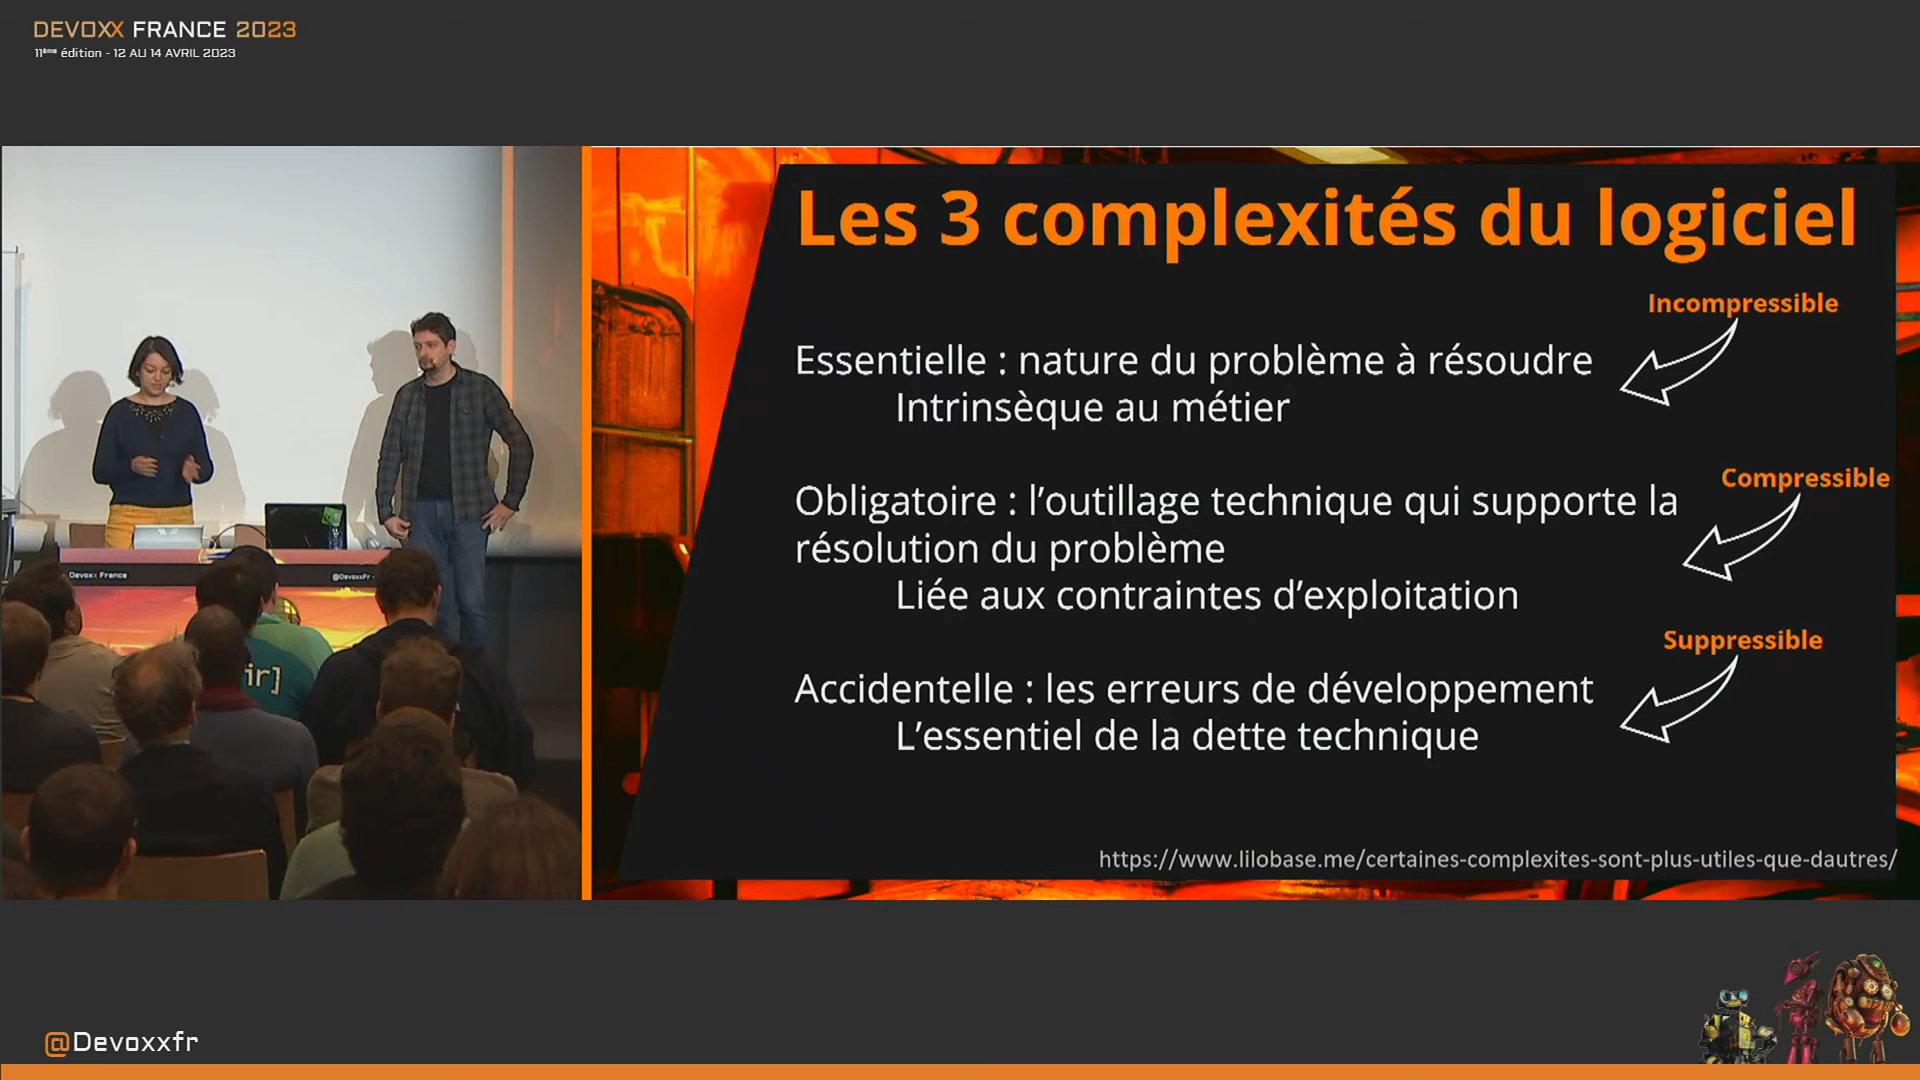 DEVOXX FRANCE 2023
11ème édition - 12 AU 14 AVRIL 2023
Les 3 complexités du logiciel
Incompressible
Essentielle : nature du problème à résoudre
Intrinsèque au métier
Compressible
Obligatoire : l’outillage technique qui supporte la
résolution du problème
Liée aux contraintes d’exploitation
Suppressible
Accidentelle : les erreurs de développement
L’essentiel de la dette technique
https://www.lilobase.me/certaines-complexites-sont-plus-utiles-que-dautres/
Devoxx France
@DevoxxFr
ir]
@Devoxxfr